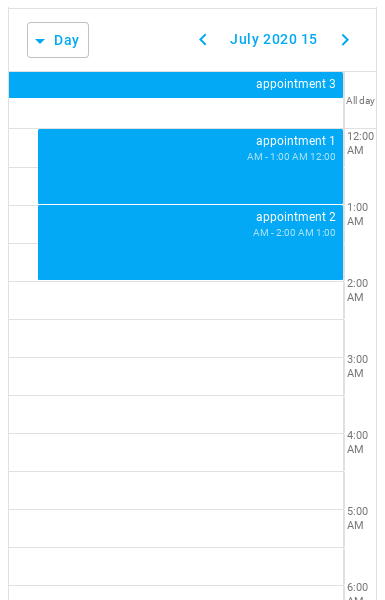 Day
July 2020 15
appointment 3
All day
appointment 1
AM - 1:00 AM 12:00
12:00
AM
appointment 2
AM - 2:00 AM 1:00
1:00
AM
2:00
AM
3:00
AM
4:00
AM
5:00
AM
6:00
AM